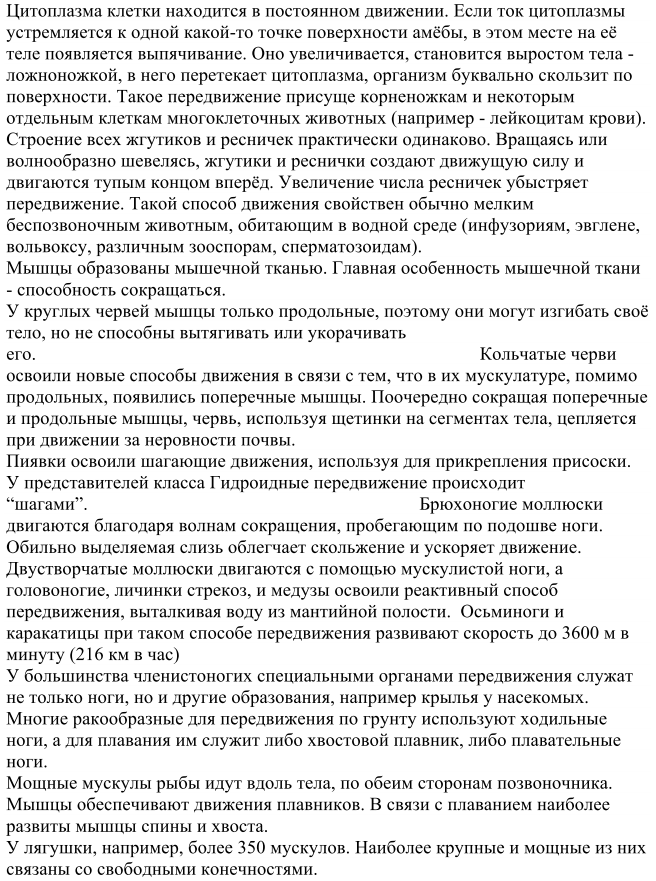 Цитоплазма клетки находится в постоянном движении. Если ток цитоплазмы
устремляется к одной какой-то точке поверхности амёбы, в этом месте на её
теле появляется выпячивание. Оно увеличивается, становится выростом тела -
ложноножкой, в него перетекает цитоплазма, организм буквально скользит по
поверхности. Такое передвижение присуще корненожкам и некоторым
отдельным клеткам многоклеточных животных (например - лейкоцитам крови).
Строение всех жгутиков и ресничек практически одинаково. Вращаясь или
волнообразно шевелясь, жгутики и реснички создают движущую силу и
двигаются тупым концом вперёд. Увеличение числа ресничек убыстряет
передвижение. Такой способ движения свойствен обычно мелким
беспозвоночным животным, обитающим в водной среде (инфузориям, эвглене,
вольвоксу, различным зооспорам, сперматозоидам).
Мышцы образованы мышечной тканью. Главная особенность мышечной ткани
- способность сокращаться.
У круглых червей мышцы только продольные, поэтому они могут изгибать своё
тело, но не способны вытягивать или укорачивать
его. Кольчатые черви
освоили новые способы движения в связи с тем, что в их мускулатуре, помимо
продольных, появились поперечные мышцы. Поочередно сокращая поперечные
и продольные мышцы, червь, используя щетинки на сегментах тела, цепляется
при движении за неровности почвы.
Пиявки освоили шагающие движения, используя для прикрепления присоски.
У представителей класса Гидроидные передвижение происходит
“шагами”. Брюхоногие моллюски
двигаются благодаря волнам сокращения, пробегающим по подошве ноги.
Обильно выделяемая слизь облегчает скольжение и ускоряет движение.
Двустворчатые моллюски двигаются с помощью мускулистой ноги, а
головоногие, личинки стрекоз, и медузы освоили реактивный способ
передвижения, выталкивая воду из мантийной полости. Осьминоги и
каракатицы при таком способе передвижения развивают скорость до 3600 м в
минуту (216 км в час)
У большинства членистоногих специальными органами передвижения служат
не только ноги, но и другие образования, например крылья у насекомых.
Многие ракообразные для передвижения по грунту используют ходильные
ноги, а для плавания им служит либо хвостовой плавник, либо плавательные
ноги.
Мощные мускулы рыбы идут вдоль тела, по обеим сторонам позвоночника.
Мышцы обеспечивают движения плавников. В связи с плаванием наиболее
развиты мышцы спины и хвоста.
У лягушки, например, более 350 мускулов. Наиболее крупные и мощные из них
связаны со свободными конечностями.